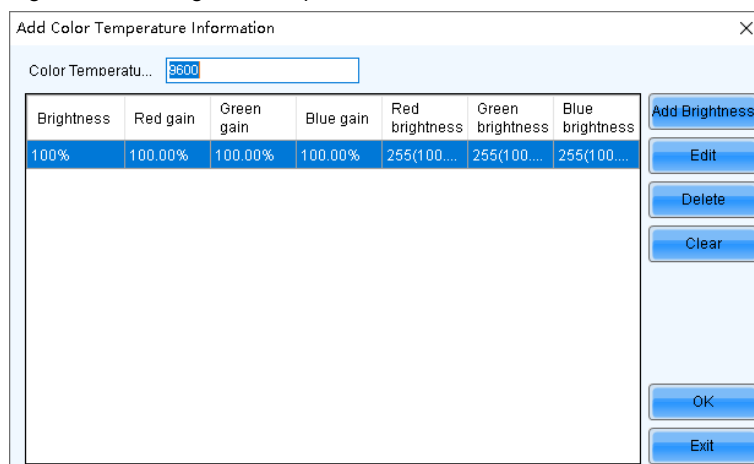 Add Color Temperature Information
Color Temperatu... 9600
Brightness Red gain Green gain Blue gain Red brightness Green brightness Blue brightness
100% 100.00% 100.00% 100.00% 255(100.... 255(100.... 255(100....
Add Brightness
Edit
Delete
Clear
OK
Exit